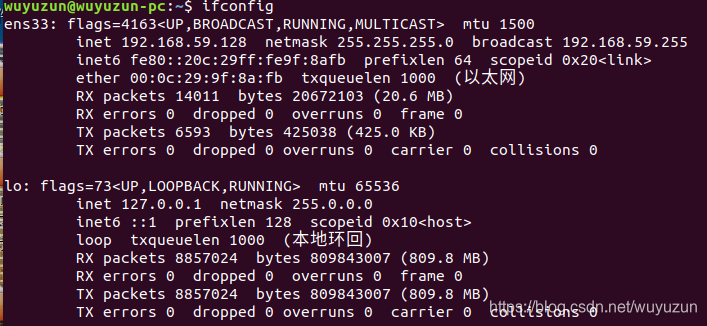 wuyuzun@wuyuzun-pc:~$ ifconfig
ens33: flags=4163<UP,BROADCAST,RUNNING,MULTICAST>  mtu 1500
        inet 192.168.59.128  netmask 255.255.255.0  broadcast 192.168.59.255
        inet6 fe80::20c:29ff:fe9f:8afb  prefixlen 64  scopeid 0x20<link>
        ether 00:0c:29:9f:8a:fb  txqueuelen 1000  (以太网)
        RX packets 14011  bytes 20672103 (20.6 MB)
        RX errors 0  dropped 0  overruns 0  frame 0
        TX packets 6593  bytes 425038 (425.0 KB)
        TX errors 0  dropped 0 overruns 0  carrier 0  collisions 0

lo: flags=73<UP,LOOPBACK,RUNNING>  mtu 65536
        inet 127.0.0.1  netmask 255.0.0.0
        inet6 ::1  prefixlen 128  scopeid 0x10<host>
        loop  txqueuelen 1000  (本地环回)
        RX packets 8857024  bytes 809843007 (809.8 MB)
        RX errors 0  dropped 0  overruns 0  frame 0
        TX packets 8857024  bytes 809843007 (809.8 MB)
        TX errors 0  dropped 0 overruns 0  carrier 0  collisions 0
https://blog.csdn.net/wuyuzun